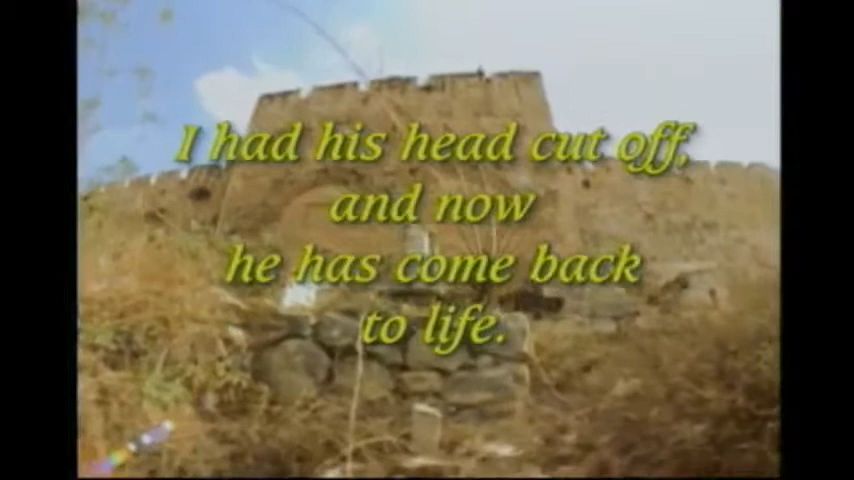 I had his head cut off,
and now
he has come back
to life.